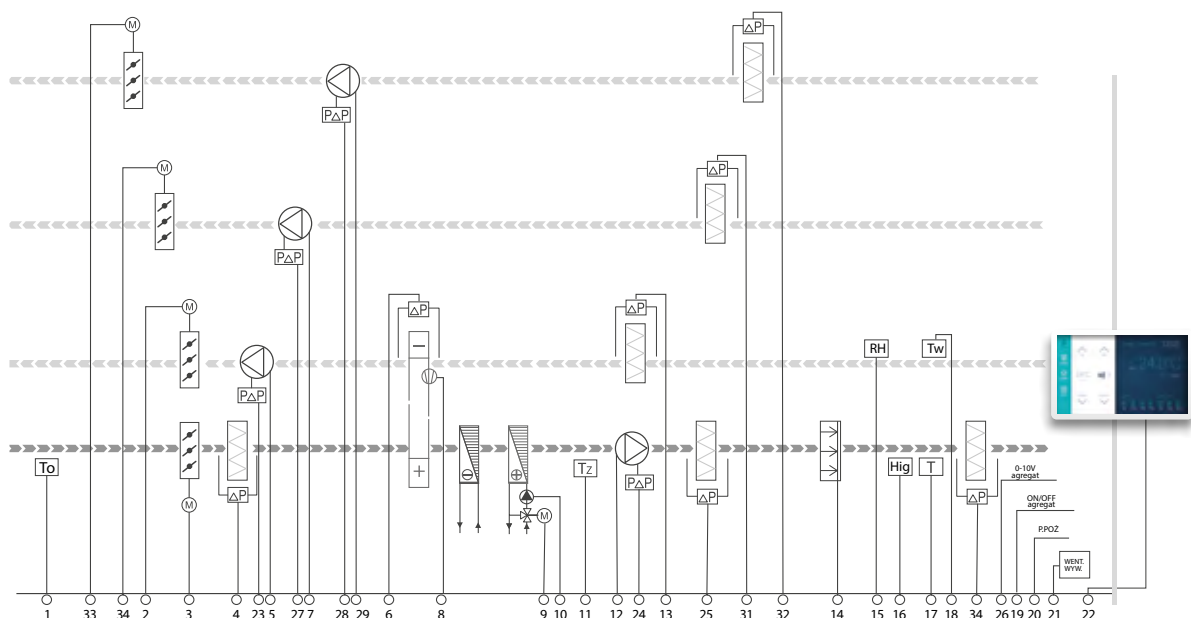 M
△P
P△P
M
△P
P△P
M
△P
△P
RH
Tw
P△P
To
△P
M
TZ
P△P
M
△P
Hig
T
△P
0-10V
agregat
ON/OFF
agregat
P.POŻ
WENT.
WYW.
1 33 34 2 3 4 23 5 27 7 28 29 6 8 9 10 11 12 24 13 25 31 32 14 15 16 17 18 34 26 19 20 21 22